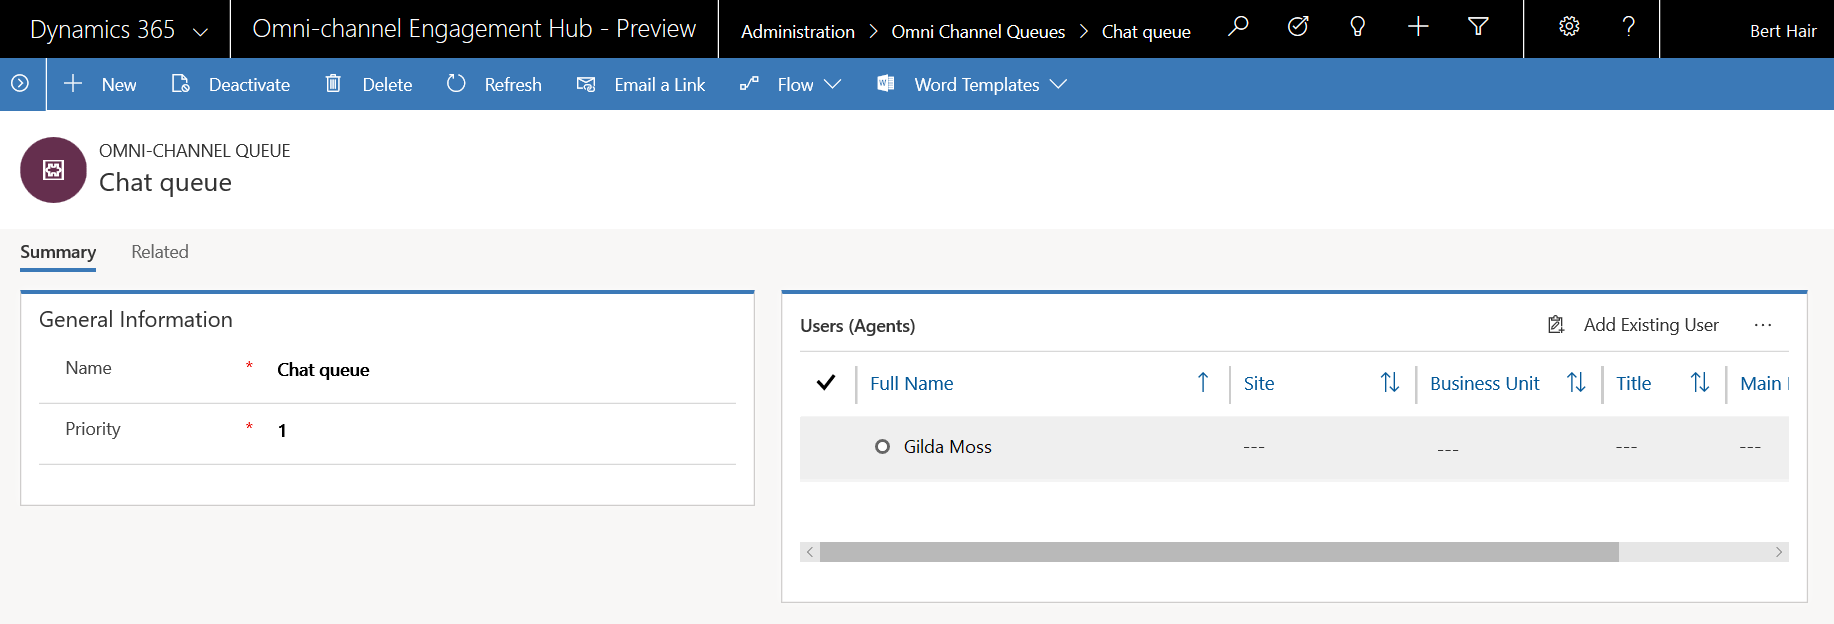 Dynamics 365 Omni-channel Engagement Hub - Preview Administration > Omni Channel Queues > Chat queue ? Bert Hair
New Deactivate Delete Refresh Email a Link Flow Word Templates
OMNI-CHANNEL QUEUE
Chat queue
Summary Related
General Information
Name * Chat queue
Priority * 1
Users (Agents) Add Existing User ...
Full Name Site Business Unit Title Main
Gilda Moss --- --- --- ---